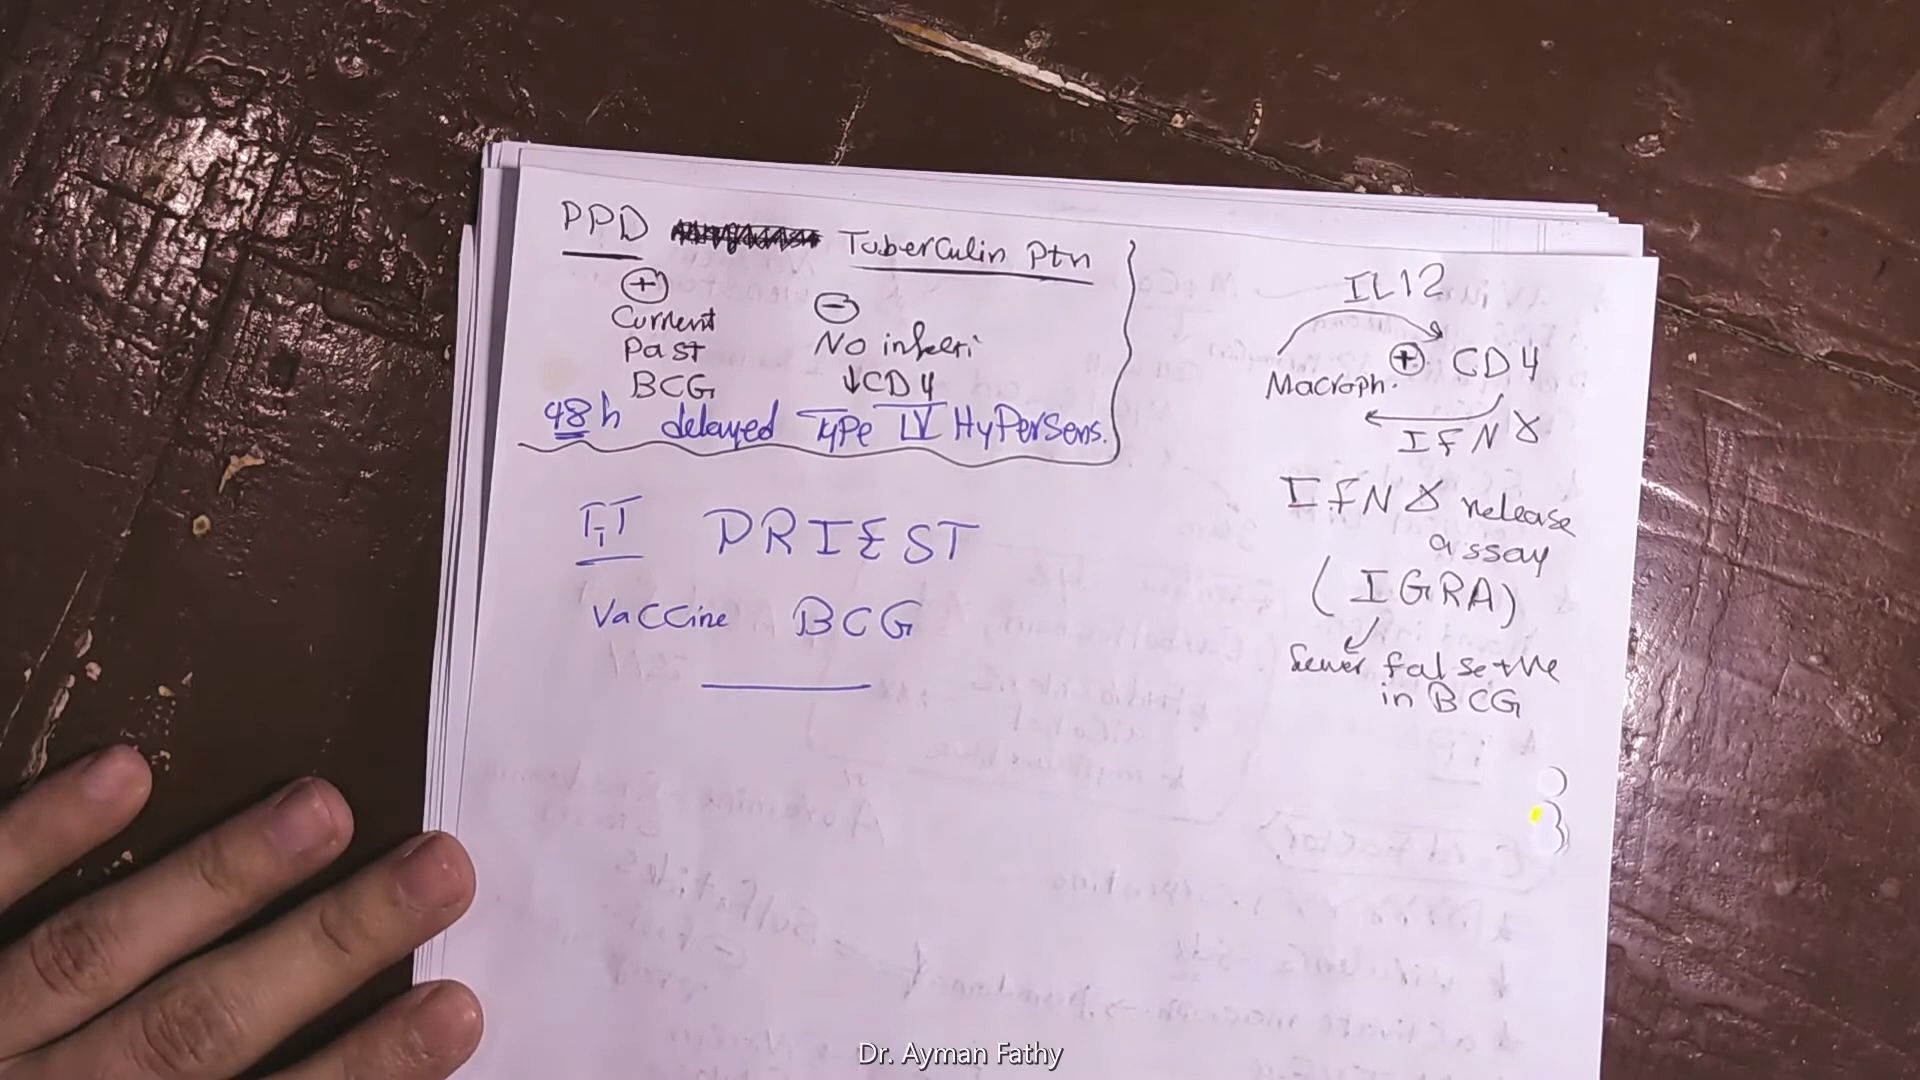 PPD Tuberculin Ptn
+
Current
Past
BCG
-
No infecti
↓CD4
48h delayed Type IV HyPerSens.
PRIEST
Vaccine BCG
IL12
Macroph. + CD4
IFN γ
IFN γ release
assay
(IGRA)
fewer false +ve
in BCG
Dr. Ayman Fathy